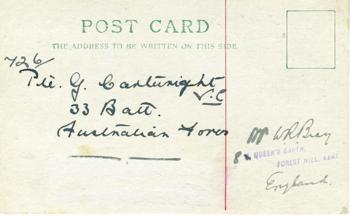 POST CARD
THE ADDRESS TO BE WRITTEN ON THIS SIDE.
726
Pte. G. Cartwright
V.C
33 Batt.
Australian Forces
W R Bray
8 QUEEN'S GARTH,
FOREST HILL, KENT
England.